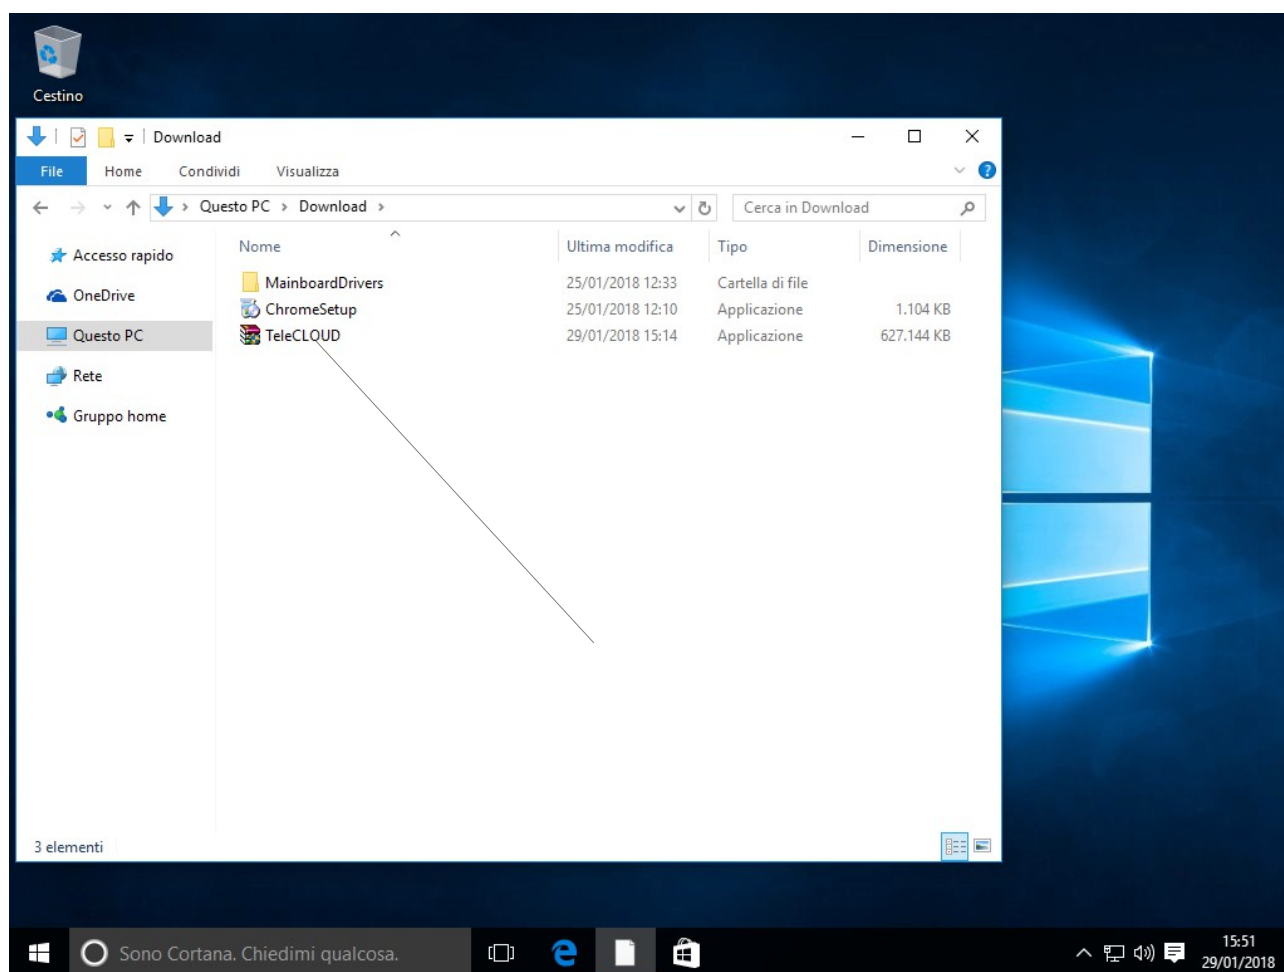 Cestino
Download
File Home Condividi Visualizza
Questo PC > Download >
Cerca in Download
Nome Ultima modifica Tipo Dimensione
Accesso rapido
OneDrive
Questo PC
Rete
Gruppo home
MainboardDrivers 25/01/2018 12:33 Cartella di file
ChromeSetup 25/01/2018 12:10 Applicazione 1.104 KB
TeleCLOUD 29/01/2018 15:14 Applicazione 627.144 KB
3 elementi
Sono Cortana. Chiedimi qualcosa.
15:51
29/01/2018